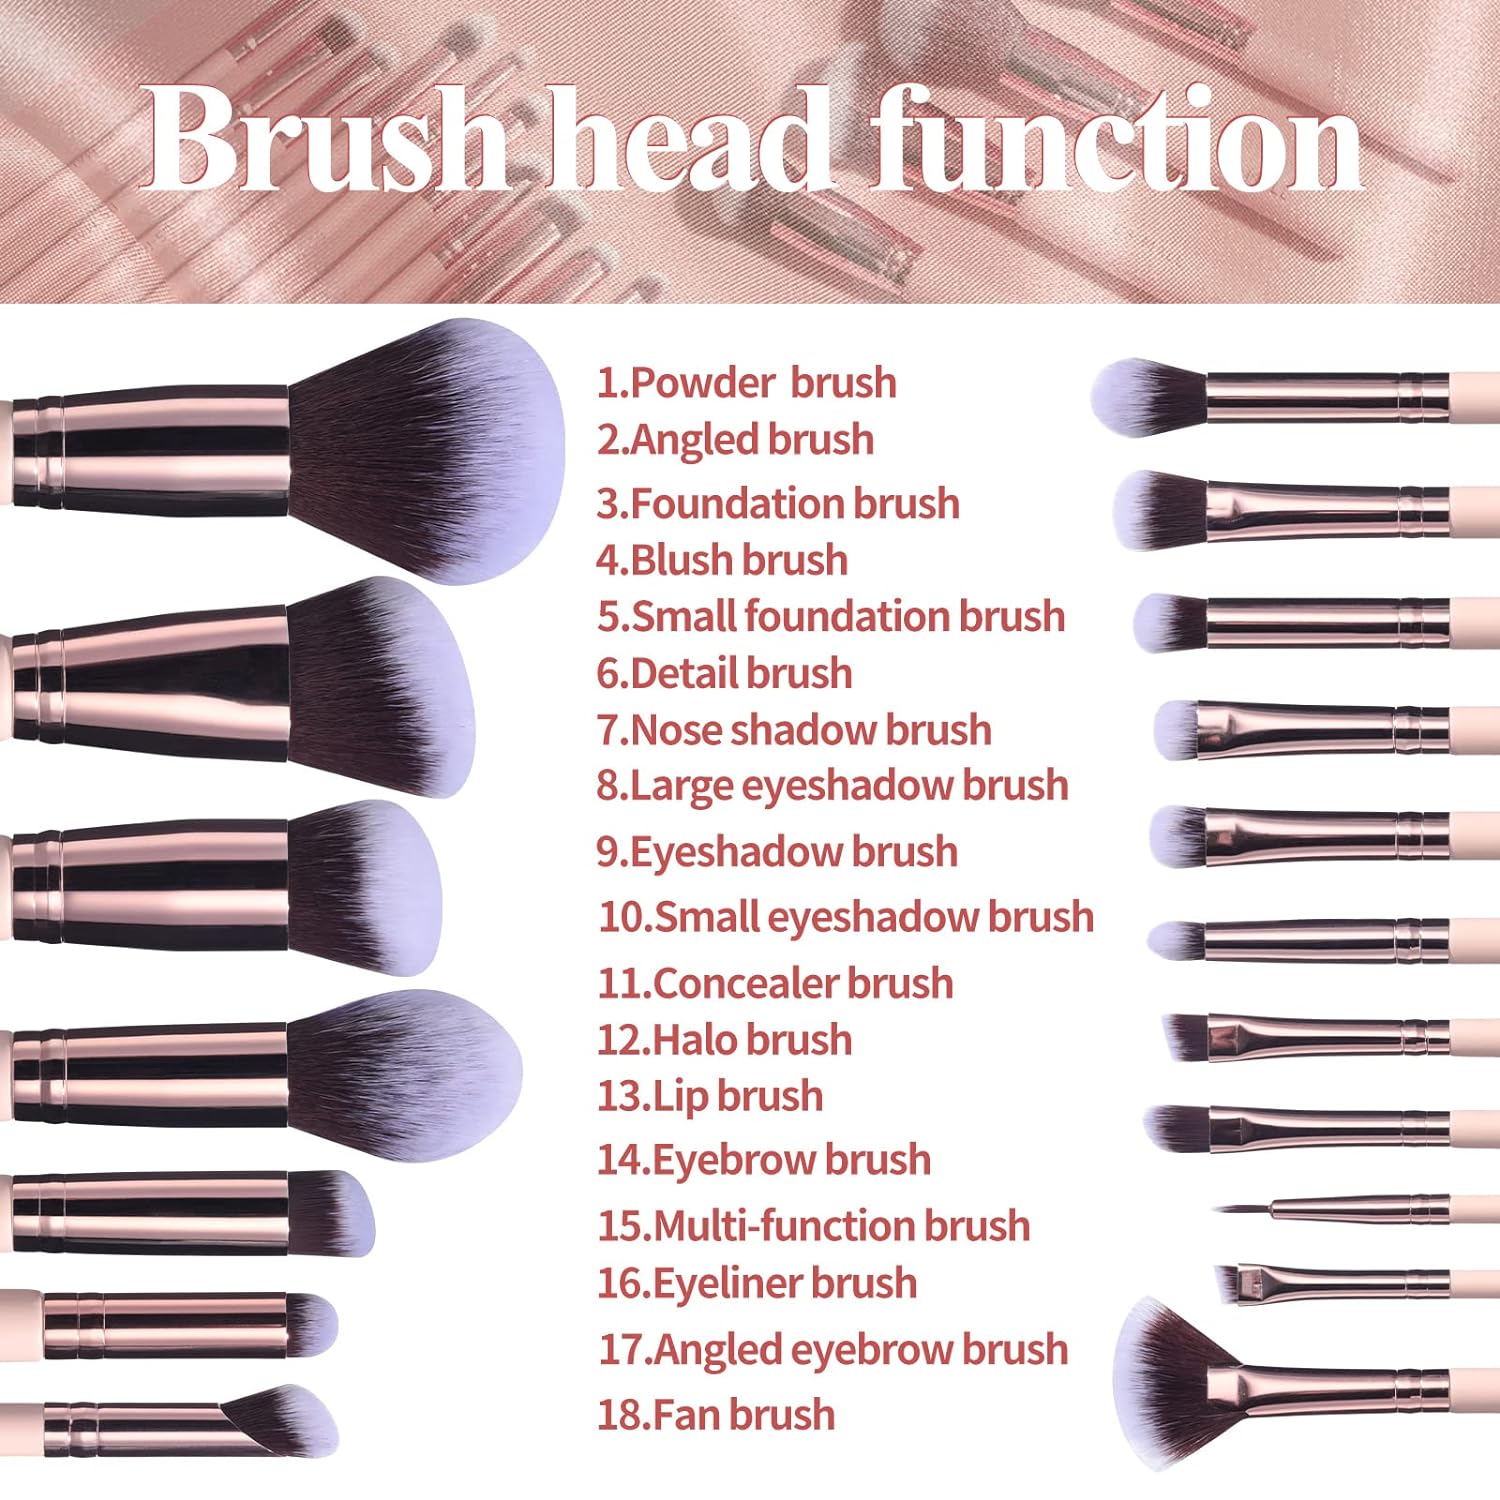 Brush head function
1.Powder brush
2.Angled brush
3.Foundation brush
4.Blush brush
5.Small foundation brush
6.Detail brush
7.Nose shadow brush
8.Large eyeshadow brush
9.Eyeshadow brush
10.Small eyeshadow brush
11.Concealer brush
12.Halo brush
13.Lip brush
14.Eyebrow brush
15.Multi-function brush
16.Eyeliner brush
17.Angled eyebrow brush
18.Fan brush